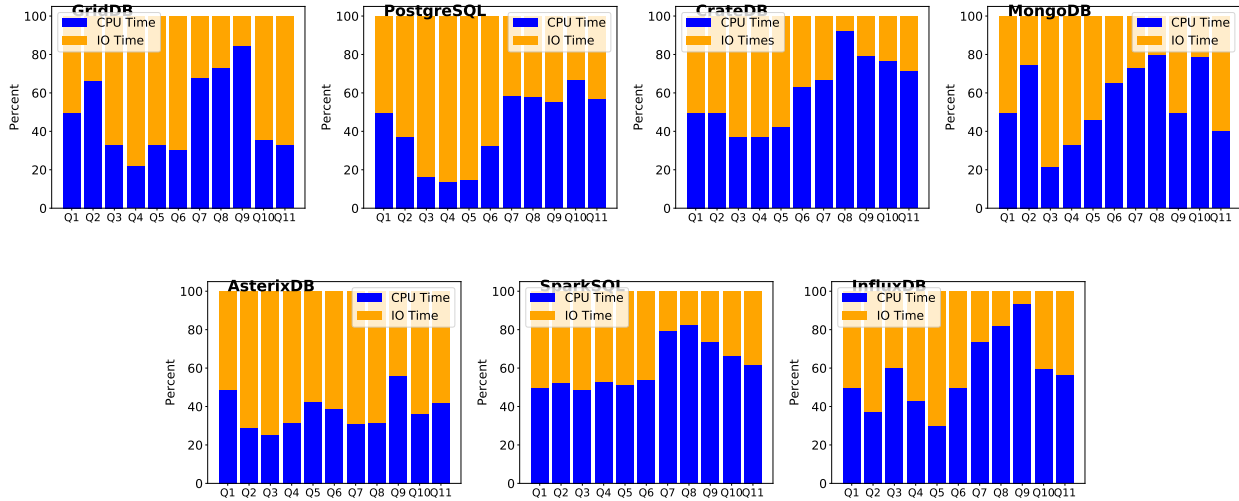 GridDB
CPU Time
IO Time
Percent
100
80
60
40
20
0
Q1 Q2 Q3 Q4 Q5 Q6 Q7 Q8 Q9 Q10 Q11
PostgreSQL
CPU Time
IO Time
Percent
100
80
60
40
20
0
Q1 Q2 Q3 Q4 Q5 Q6 Q7 Q8 Q9 Q10 Q11
CrateDB
CPU Time
IO Times
Percent
100
80
60
40
20
0
Q1 Q2 Q3 Q4 Q5 Q6 Q7 Q8 Q9 Q10 Q11
MongoDB
CPU Time
IO Time
Percent
100
80
60
40
20
0
Q1 Q2 Q3 Q4 Q5 Q6 Q7 Q8 Q9 Q10 Q11
AsterixDB
CPU Time
IO Time
Percent
100
80
60
40
20
0
Q1 Q2 Q3 Q4 Q5 Q6 Q7 Q8 Q9 Q10 Q11
SparkSQL
CPU Time
IO Time
Percent
100
80
60
40
20
0
Q1 Q2 Q3 Q4 Q5 Q6 Q7 Q8 Q9 Q10 Q11
InfluxDB
CPU Time
IO Time
Percent
100
80
60
40
20
0
Q1 Q2 Q3 Q4 Q5 Q6 Q7 Q8 Q9 Q10 Q11